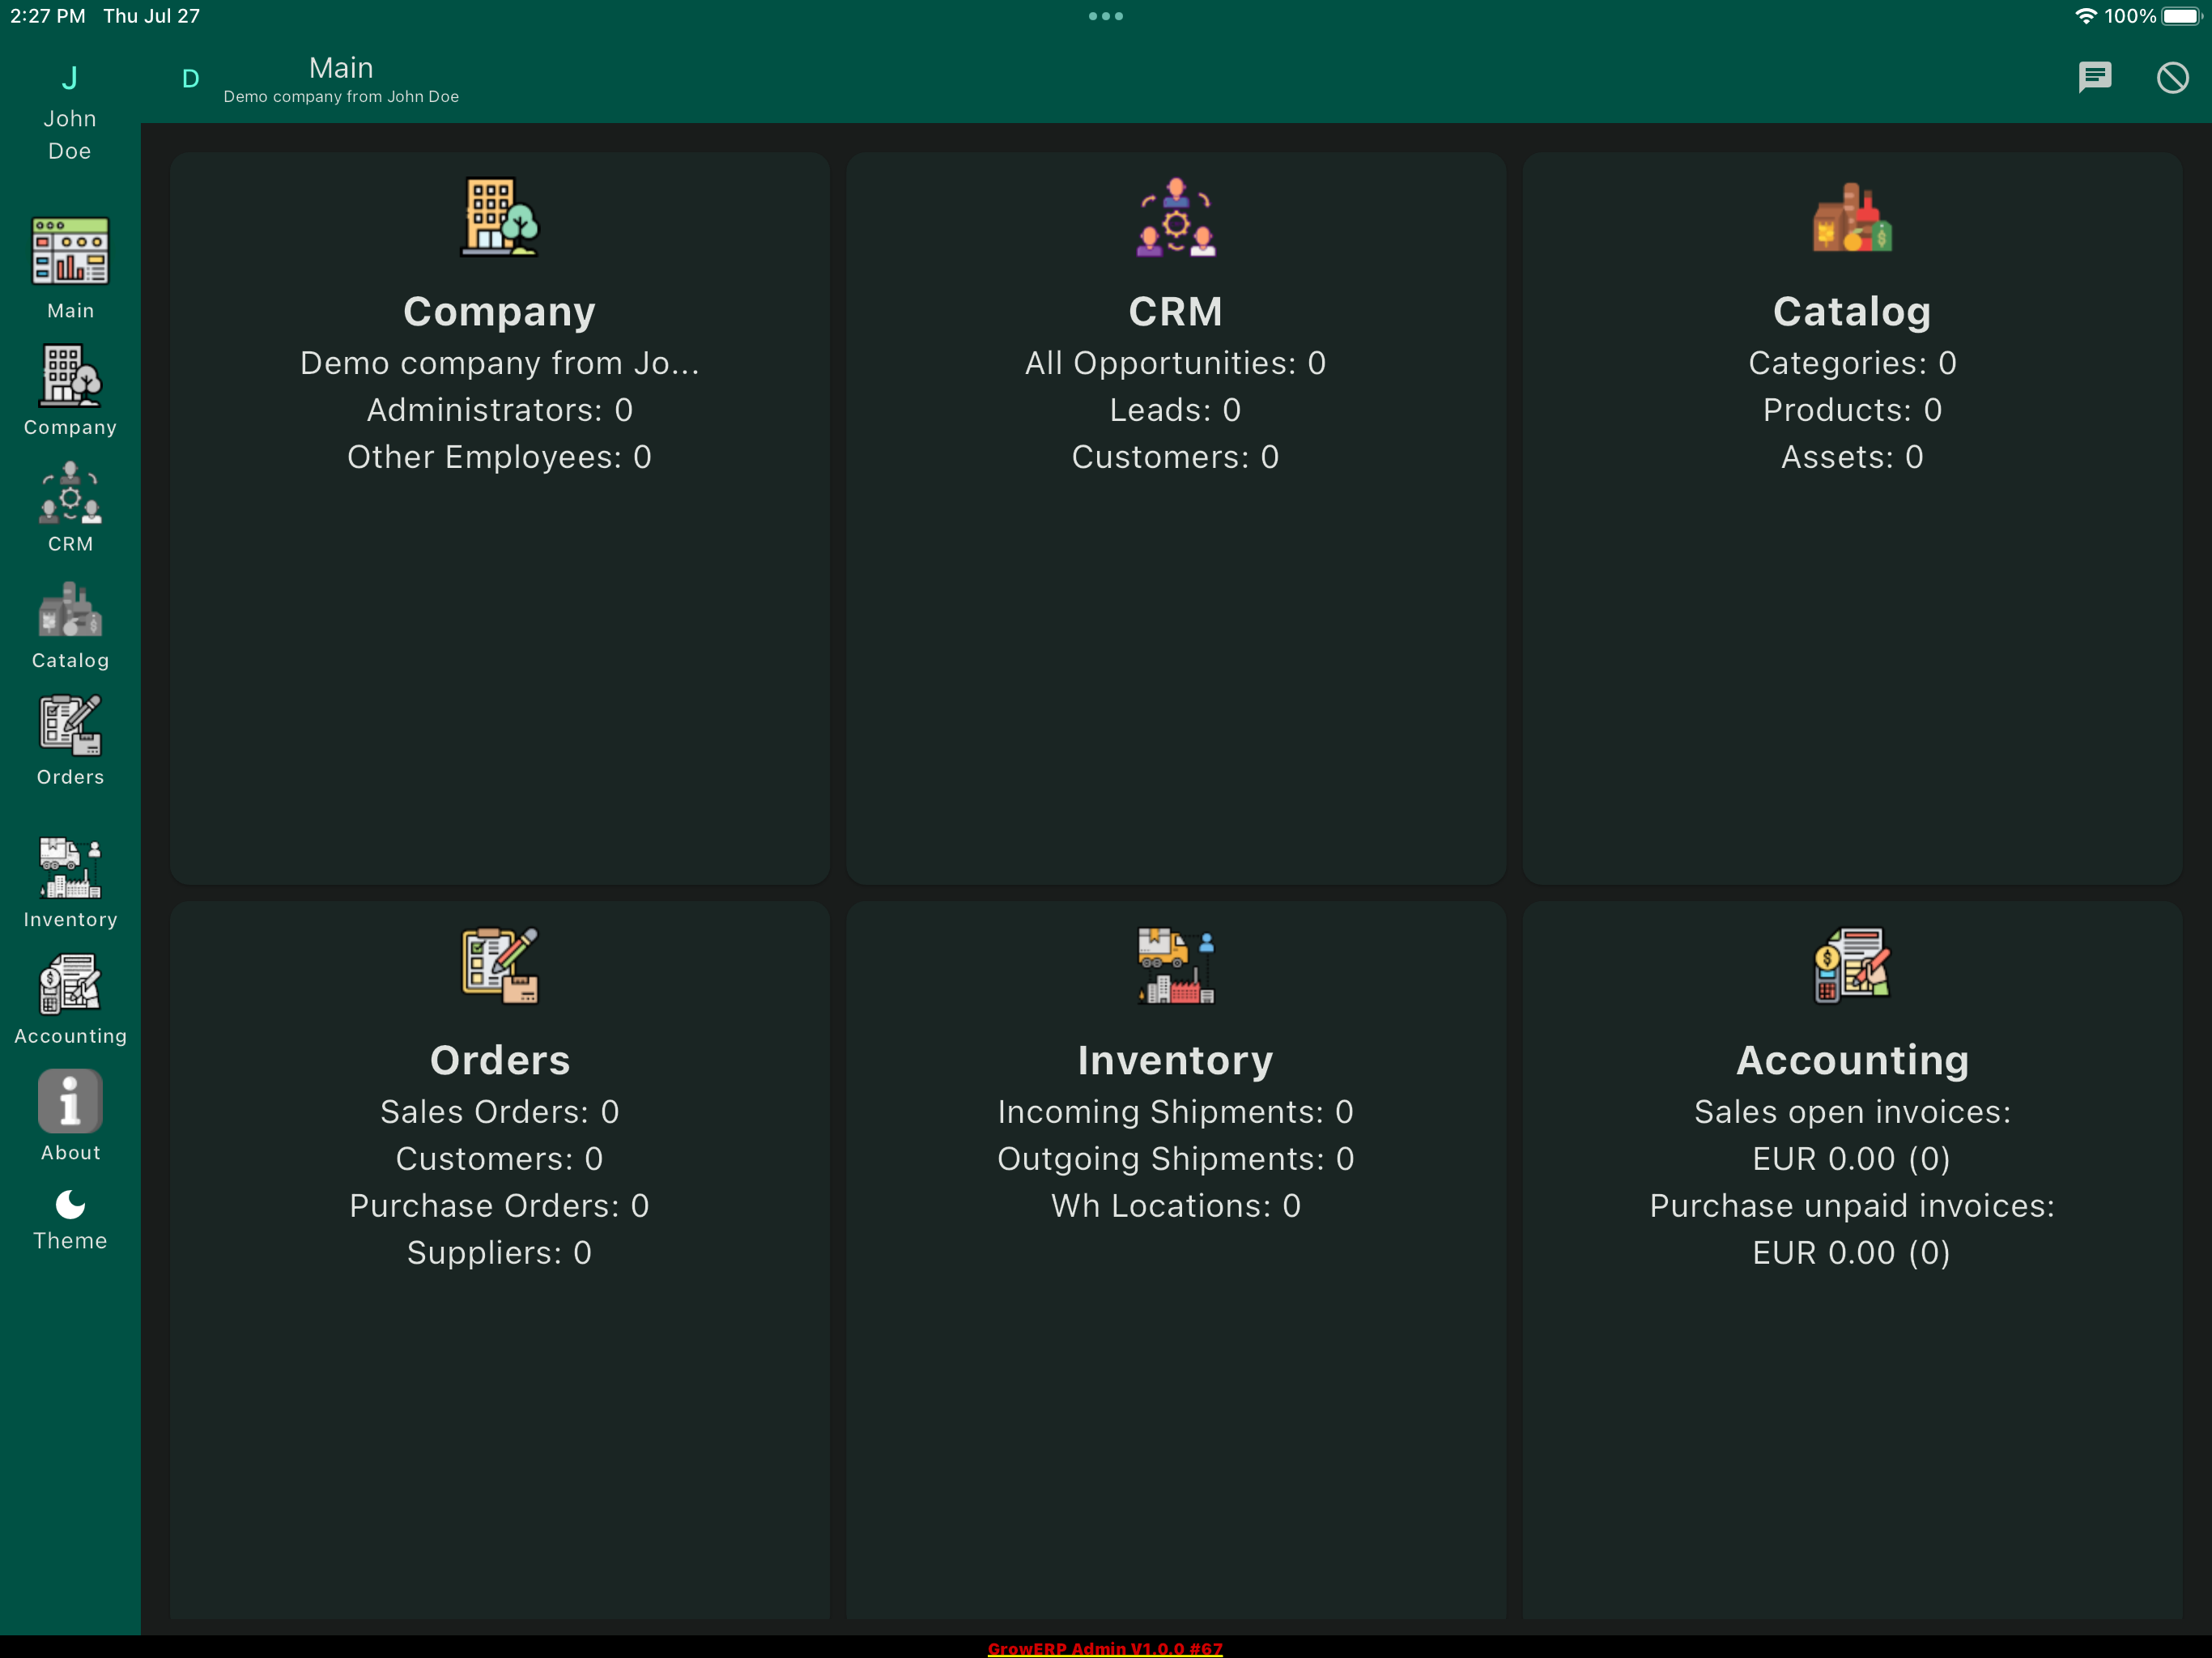 2:27 PM Thu Jul 27
100%
J
John
Doe
D
Main
Demo company from John Doe
Main
Company
CRM
Catalog
Orders
Inventory
Accounting
About
Theme
Company
Demo company from Jo...
Administrators: 0
Other Employees: 0
CRM
All Opportunities: 0
Leads: 0
Customers: 0
Catalog
Categories: 0
Products: 0
Assets: 0
Orders
Sales Orders: 0
Customers: 0
Purchase Orders: 0
Suppliers: 0
Inventory
Incoming Shipments: 0
Outgoing Shipments: 0
Wh Locations: 0
Accounting
Sales open invoices:
EUR 0.00 (0)
Purchase unpaid invoices:
EUR 0.00 (0)
GrowERP Admin V1.0.0 #67